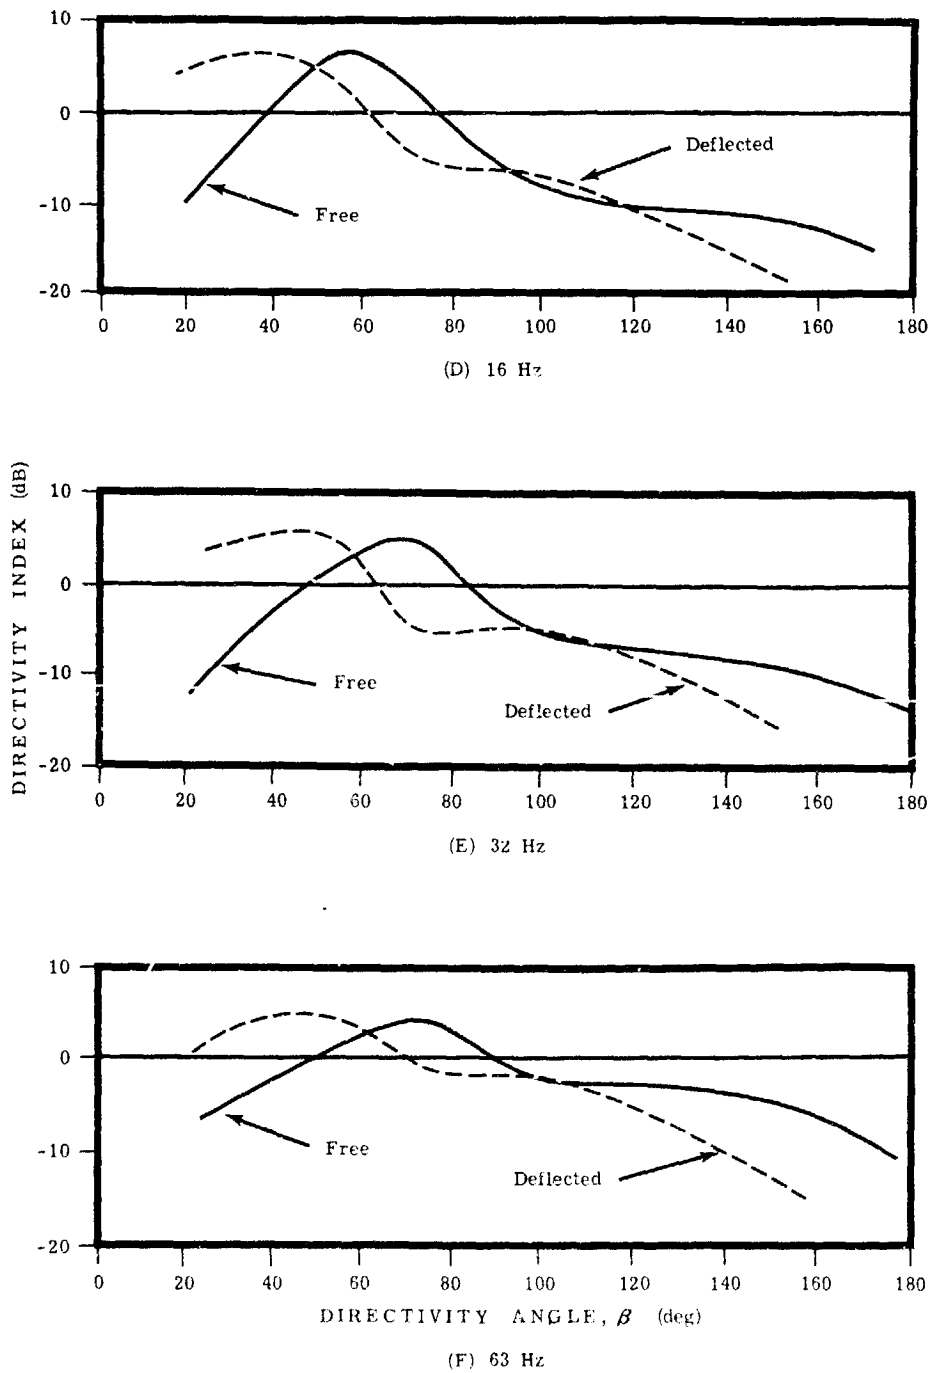 10
0
-10
-20
Deflected
Free
0 20 40 60 80 100 120 140 160 180
(D) 16 Hz
DIRECTIVITY INDEX (dB)
10
0
-10
-20
Free
Deflected
0 20 40 60 80 100 120 140 160 180
(E) 32 Hz
10
0
-10
-20
Free
Deflected
0 20 40 60 80 100 120 140 160 180
DIRECTIVITY ANGLE, β (deg)
(F) 63 Hz